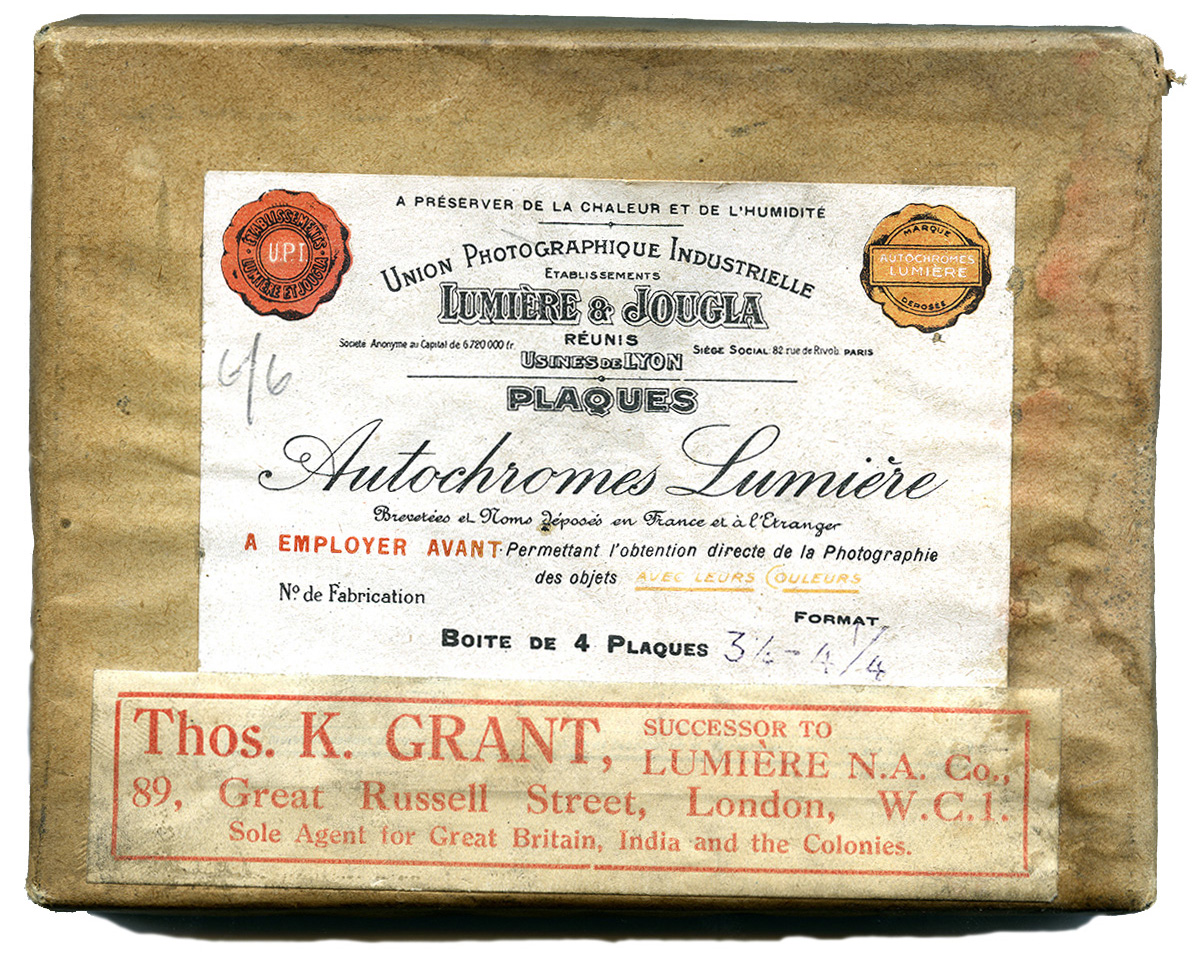 A PRÉSERVER DE LA CHALEUR ET DE L'HUMIDITÉ
ÉTABLISSEMENTS
U.P.I.
LUMIÈRE ET JOUGLA
MARQUE
AUTOCHROMES
LUMIÈRE
DÉPOSÉE
UNION PHOTOGRAPHIQUE INDUSTRIELLE
ETABLISSEMENTS
LUMIÈRE & JOUGLA
RÉUNIS
Société Anonyme au Capital de 6.720.000 fr.
SIÈGE SOCIAL: 82 rue de Rivoli. PARIS
USINES DE LYON
PLAQUES
6/6
Autochromes Lumière
Brevetées et Noms Déposés en France et à l'Etranger
A EMPLOYER AVANT. Permettant l'obtention directe de la Photographie
des objets AVEC LEURS COULEURS
No de Fabrication
FORMAT
BOITE DE 4 PLAQUES 3¼ - 4¼
Thos. K. GRANT, SUCCESSOR TO
LUMIÈRE N.A. Co.,
89, Great Russell Street, London, W.C.1.
Sole Agent for Great Britain, India and the Colonies.